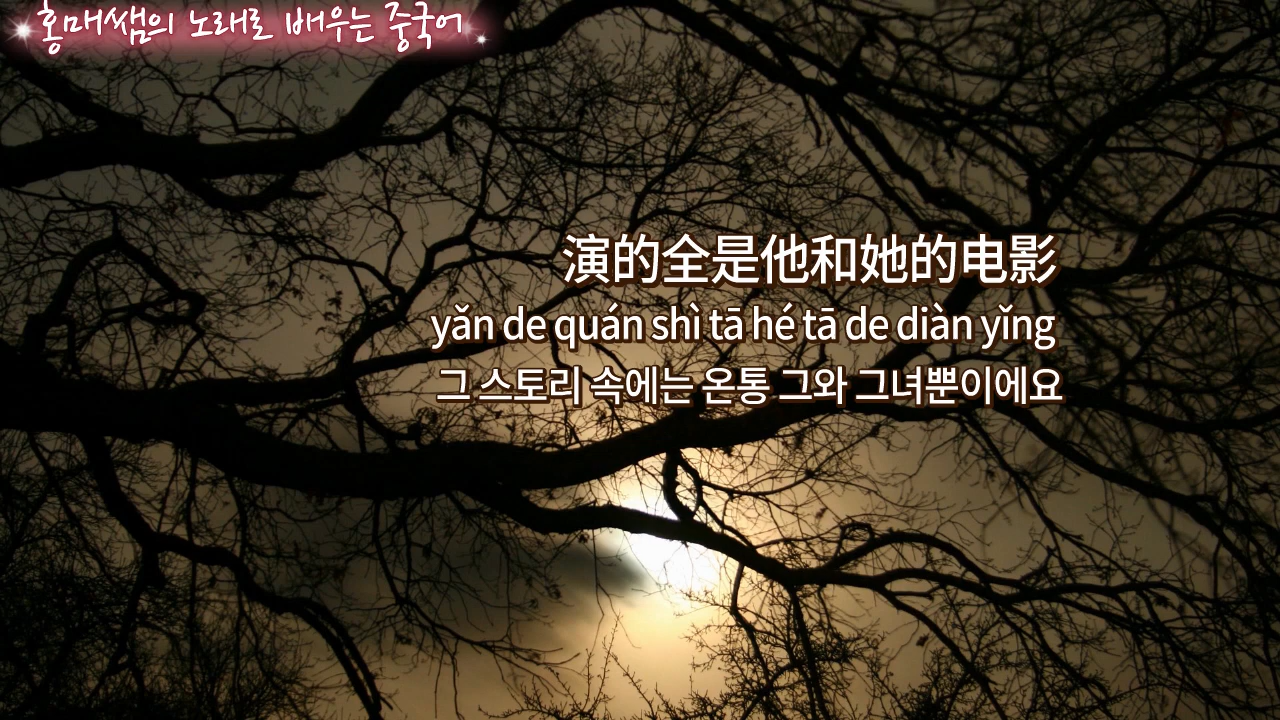 홍매쌤의 노래로 배우는 중국어
演的全是他和她的电影
yǎn de quán shì tā hé tā de diàn yǐng
그 스토리 속에는 온통 그와 그녀뿐이에요